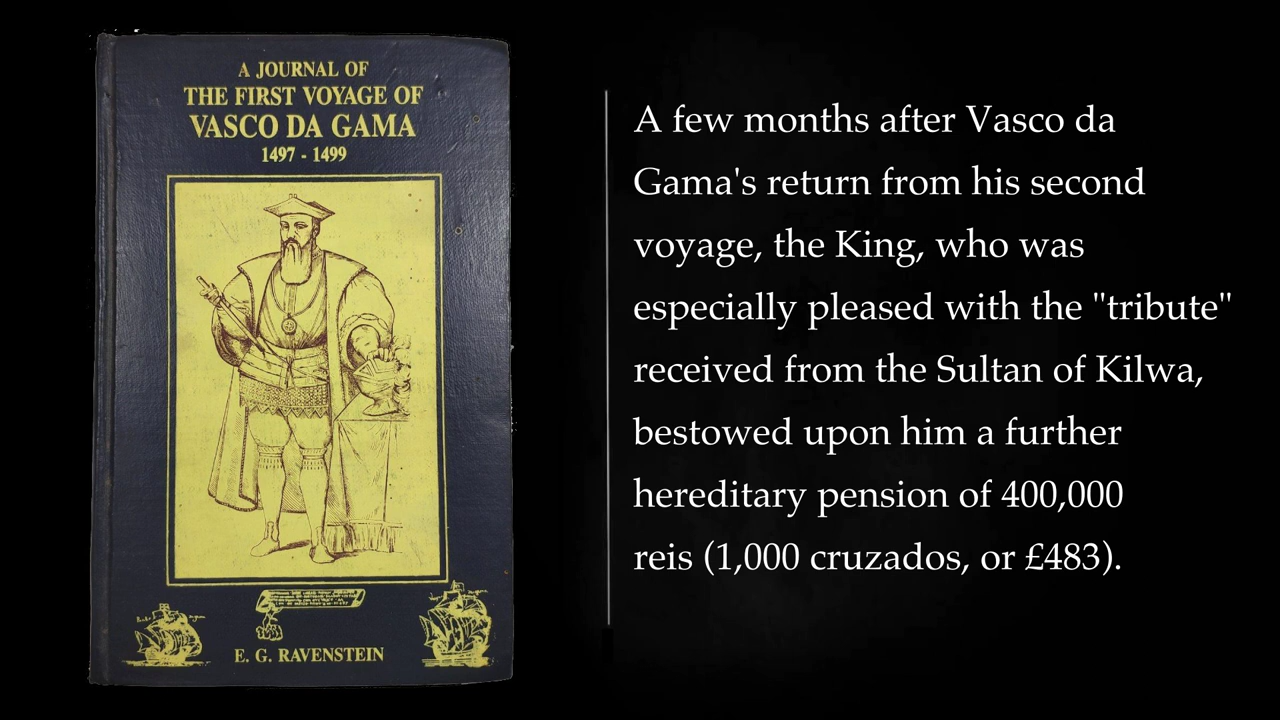 A JOURNAL OF
THE FIRST VOYAGE OF
VASCO DA GAMA
1497 - 1499
E. G. RAVENSTEIN
A few months after Vasco da
Gama's return from his second
voyage, the King, who was
especially pleased with the "tribute"
received from the Sultan of Kilwa,
bestowed upon him a further
hereditary pension of 400,000
reis (1,000 cruzados, or £483).